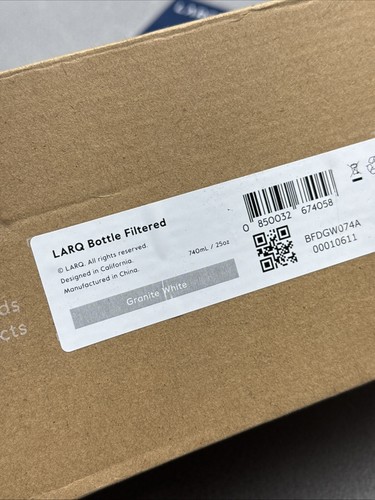 LARQ Bottle Filtered
© LARQ. All rights reserved.
Designed in California.
Manufactured in China.
740mL / 25oz
Granite White
0 850032 674058
BFDGW074A
00010611
ds
cts